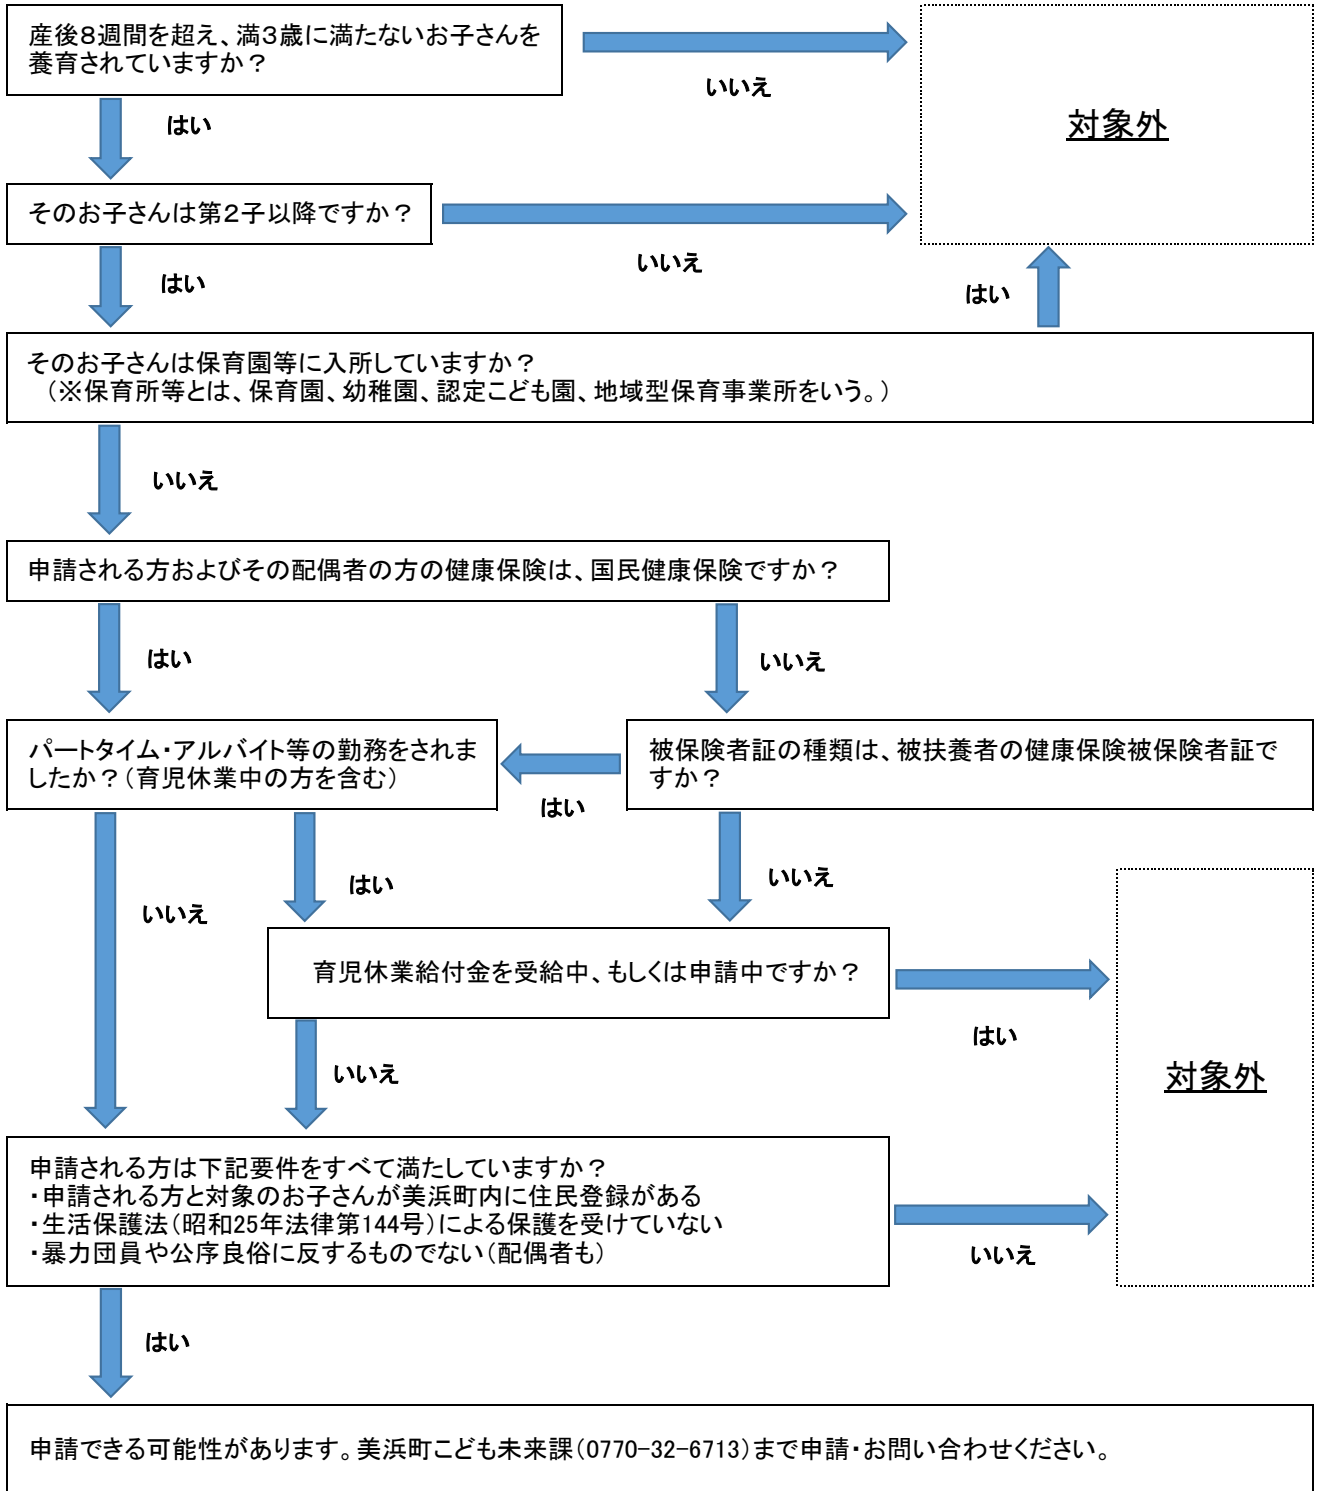 産後8週間を超え、満3歳に満たないお子さんを
養育されていますか？
いいえ
対象外
はい
そのお子さんは第2子以降ですか？
いいえ
はい
はい
そのお子さんは保育園等に入所していますか？
（※保育所等とは、保育園、幼稚園、認定こども園、地域型保育事業所をいう。）
いいえ
申請される方およびその配偶者の方の健康保険は、国民健康保険ですか？
はい
いいえ
パートタイム・アルバイト等の勤務をされま
したか？（育児休業中の方を含む）
はい
被保険者証の種類は、被扶養者の健康保険被保険者証で
すか？
いいえ
はい
いいえ
育児休業給付金を受給中、もしくは申請中ですか？
はい
対象外
いいえ
申請される方は下記要件をすべて満たしていますか？
・申請される方と対象のお子さんが美浜町内に住民登録がある
・生活保護法（昭和25年法律第144号）による保護を受けていない
・暴力団員や公序良俗に反するものでない（配偶者も）
いいえ
はい
申請できる可能性があります。美浜町こども未来課（0770-32-6713）まで申請・お問い合わせください。